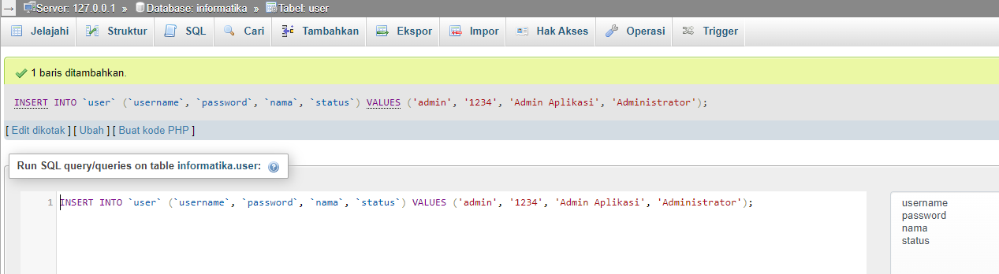 Server: 127.0.0.1 » Database: informatika » Tabel: user
Jelajahi Struktur SQL Cari Tambahkan Ekspor Impor Hak Akses Operasi Trigger
1 baris ditambahkan.
INSERT INTO `user` (`username`, `password`, `nama`, `status`) VALUES ('admin', '1234', 'Admin Aplikasi', 'Administrator');
[ Edit dikotak ] [ Ubah ] [ Buat kode PHP ]
Run SQL query/queries on table informatika.user:
1 INSERT INTO `user` (`username`, `password`, `nama`, `status`) VALUES ('admin', '1234', 'Admin Aplikasi', 'Administrator');
username
password
nama
status